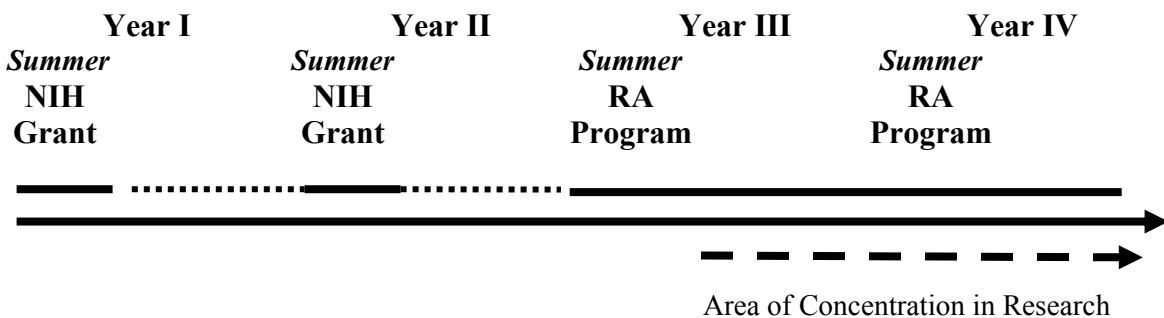 Year I Year II Year III Year IV
Summer Summer Summer Summer
NIH NIH RA RA
Grant Grant Program Program
Area of Concentration in Research